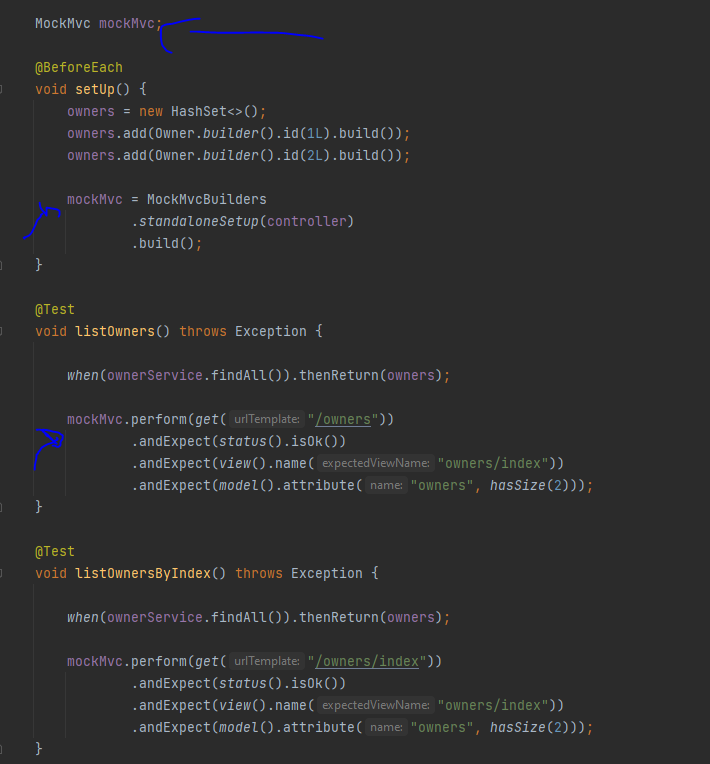 MockMvc mockMvc;
@BeforeEach
void setUp() {
owners = new HashSet<>();
owners.add(Owner.builder().id(1L).build());
owners.add(Owner.builder().id(2L).build());
mockMvc = MockMvcBuilders
.standaloneSetup(controller)
.build();
}
@Test
void listOwners() throws Exception {
when(ownerService.findAll()).thenReturn(owners);
mockMvc.perform(get( urlTemplate: "/owners"))
.andExpect(status().isOk())
.andExpect(view().name( expectedViewName: "owners/index"))
.andExpect(model().attribute( name: "owners", hasSize(2)));
}
@Test
void listOwnersByIndex() throws Exception {
when(ownerService.findAll()).thenReturn(owners);
mockMvc.perform(get( urlTemplate: "/owners/index"))
.andExpect(status().isOk())
.andExpect(view().name( expectedViewName: "owners/index"))
.andExpect(model().attribute( name: "owners", hasSize(2)));
}